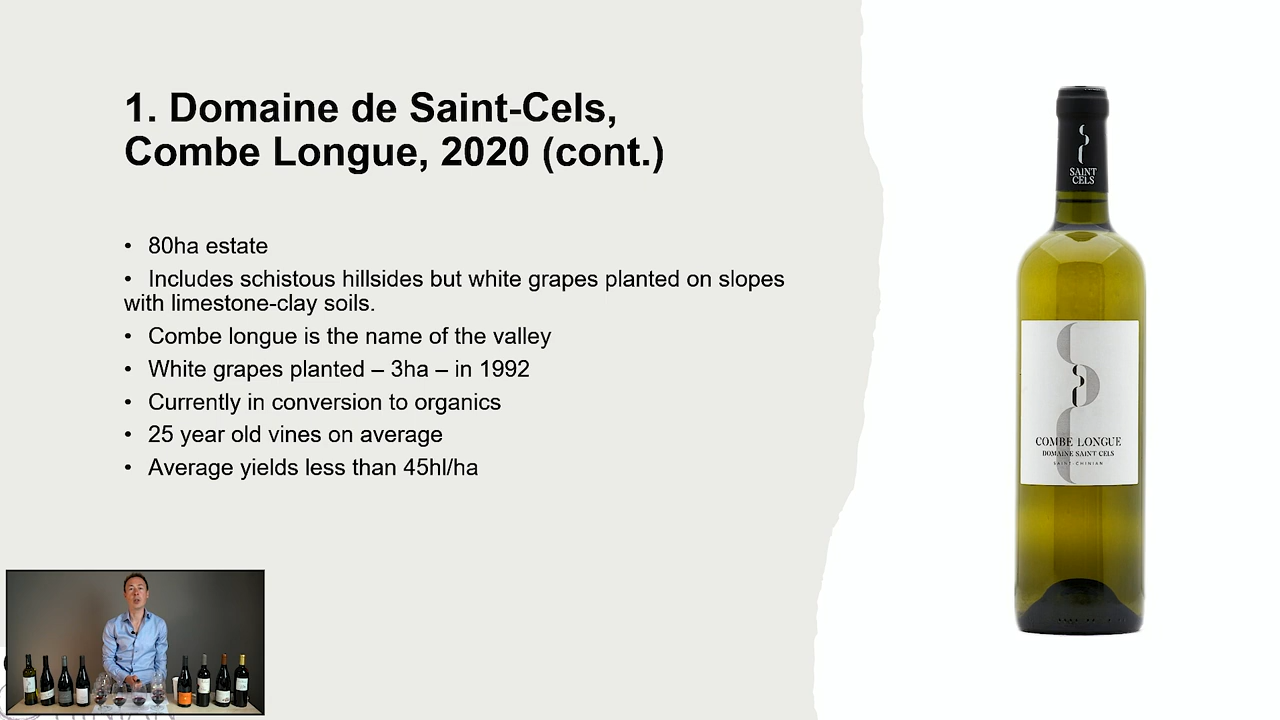 1. Domaine de Saint-Cels,
Combe Longue, 2020 (cont.)
• 80ha estate
• Includes schistous hillsides but white grapes planted on slopes
with limestone-clay soils.
• Combe longue is the name of the valley
• White grapes planted – 3ha – in 1992
• Currently in conversion to organics
• 25 year old vines on average
• Average yields less than 45hl/ha
SAINT
CELS
COMBE LONGUE
DOMAINE SAINT CELS
SAINT-CHINIAN